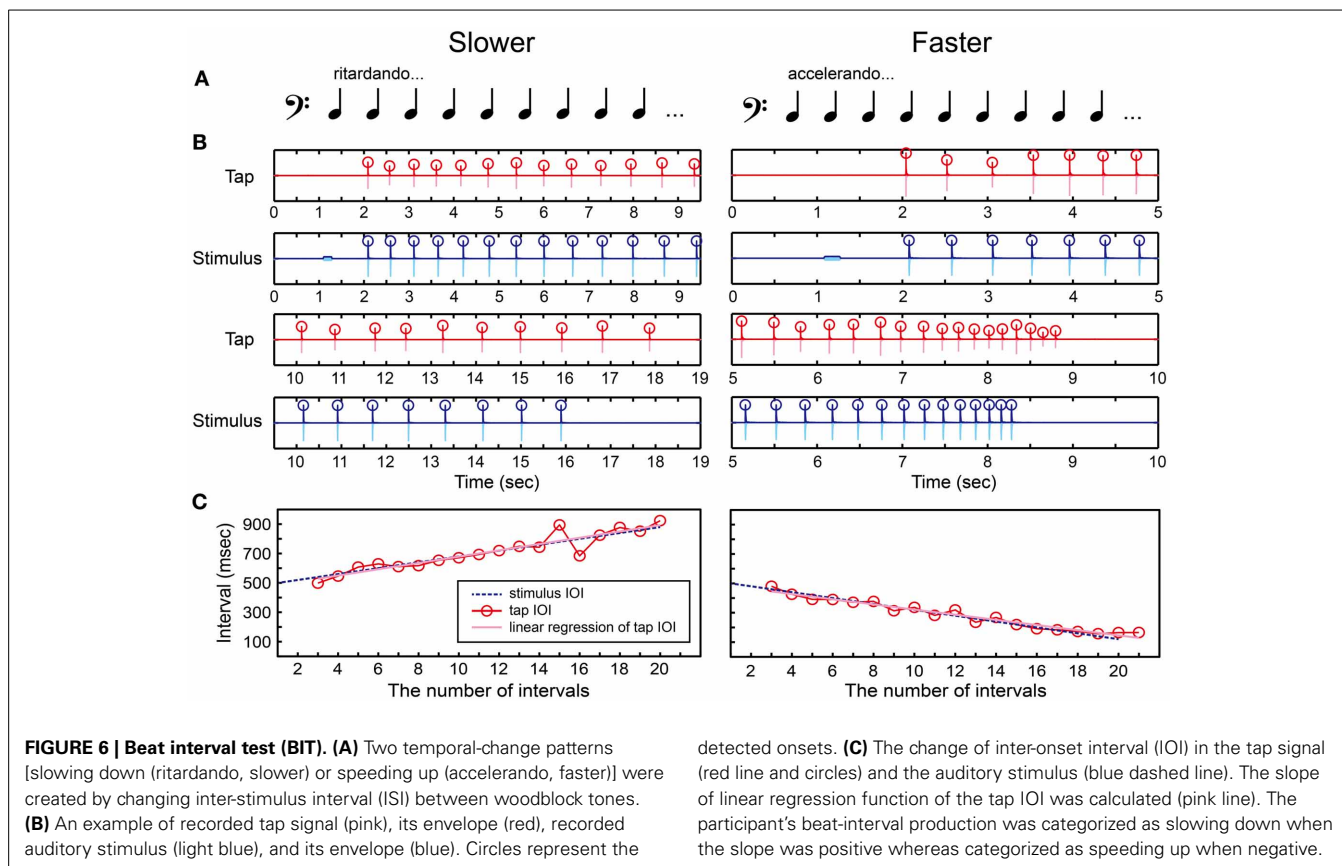 Slower Faster
A ritardando... accelerando...
... ...
B
Tap
0 1 2 3 4 5 6 7 8 9 0 1 2 3 4 5
Stimulus
0 1 2 3 4 5 6 7 8 9 0 1 2 3 4 5
Tap
10 11 12 13 14 15 16 17 18 19 5 6 7 8 9 10
Stimulus
10 11 12 13 14 15 16 17 18 19 5 6 7 8 9 10
Time (sec) Time (sec)
C
Interval (msec)
900
700
500
300
100
stimulus IOI
tap IOI
linear regression of tap IOI
2 4 6 8 10 12 14 16 18 20 2 4 6 8 10 12 14 16 18 20
The number of intervals The number of intervals
FIGURE 6 | Beat interval test (BIT). (A) Two temporal-change patterns
[slowing down (ritardando, slower) or speeding up (accelerando, faster)] were
created by changing inter-stimulus interval (ISI) between woodblock tones.
(B) An example of recorded tap signal (pink), its envelope (red), recorded
auditory stimulus (light blue), and its envelope (blue). Circles represent the
detected onsets. (C) The change of inter-onset interval (IOI) in the tap signal
(red line and circles) and the auditory stimulus (blue dashed line). The slope
of linear regression function of the tap IOI was calculated (pink line). The
participant's beat-interval production was categorized as slowing down when
the slope was positive whereas categorized as speeding up when negative.